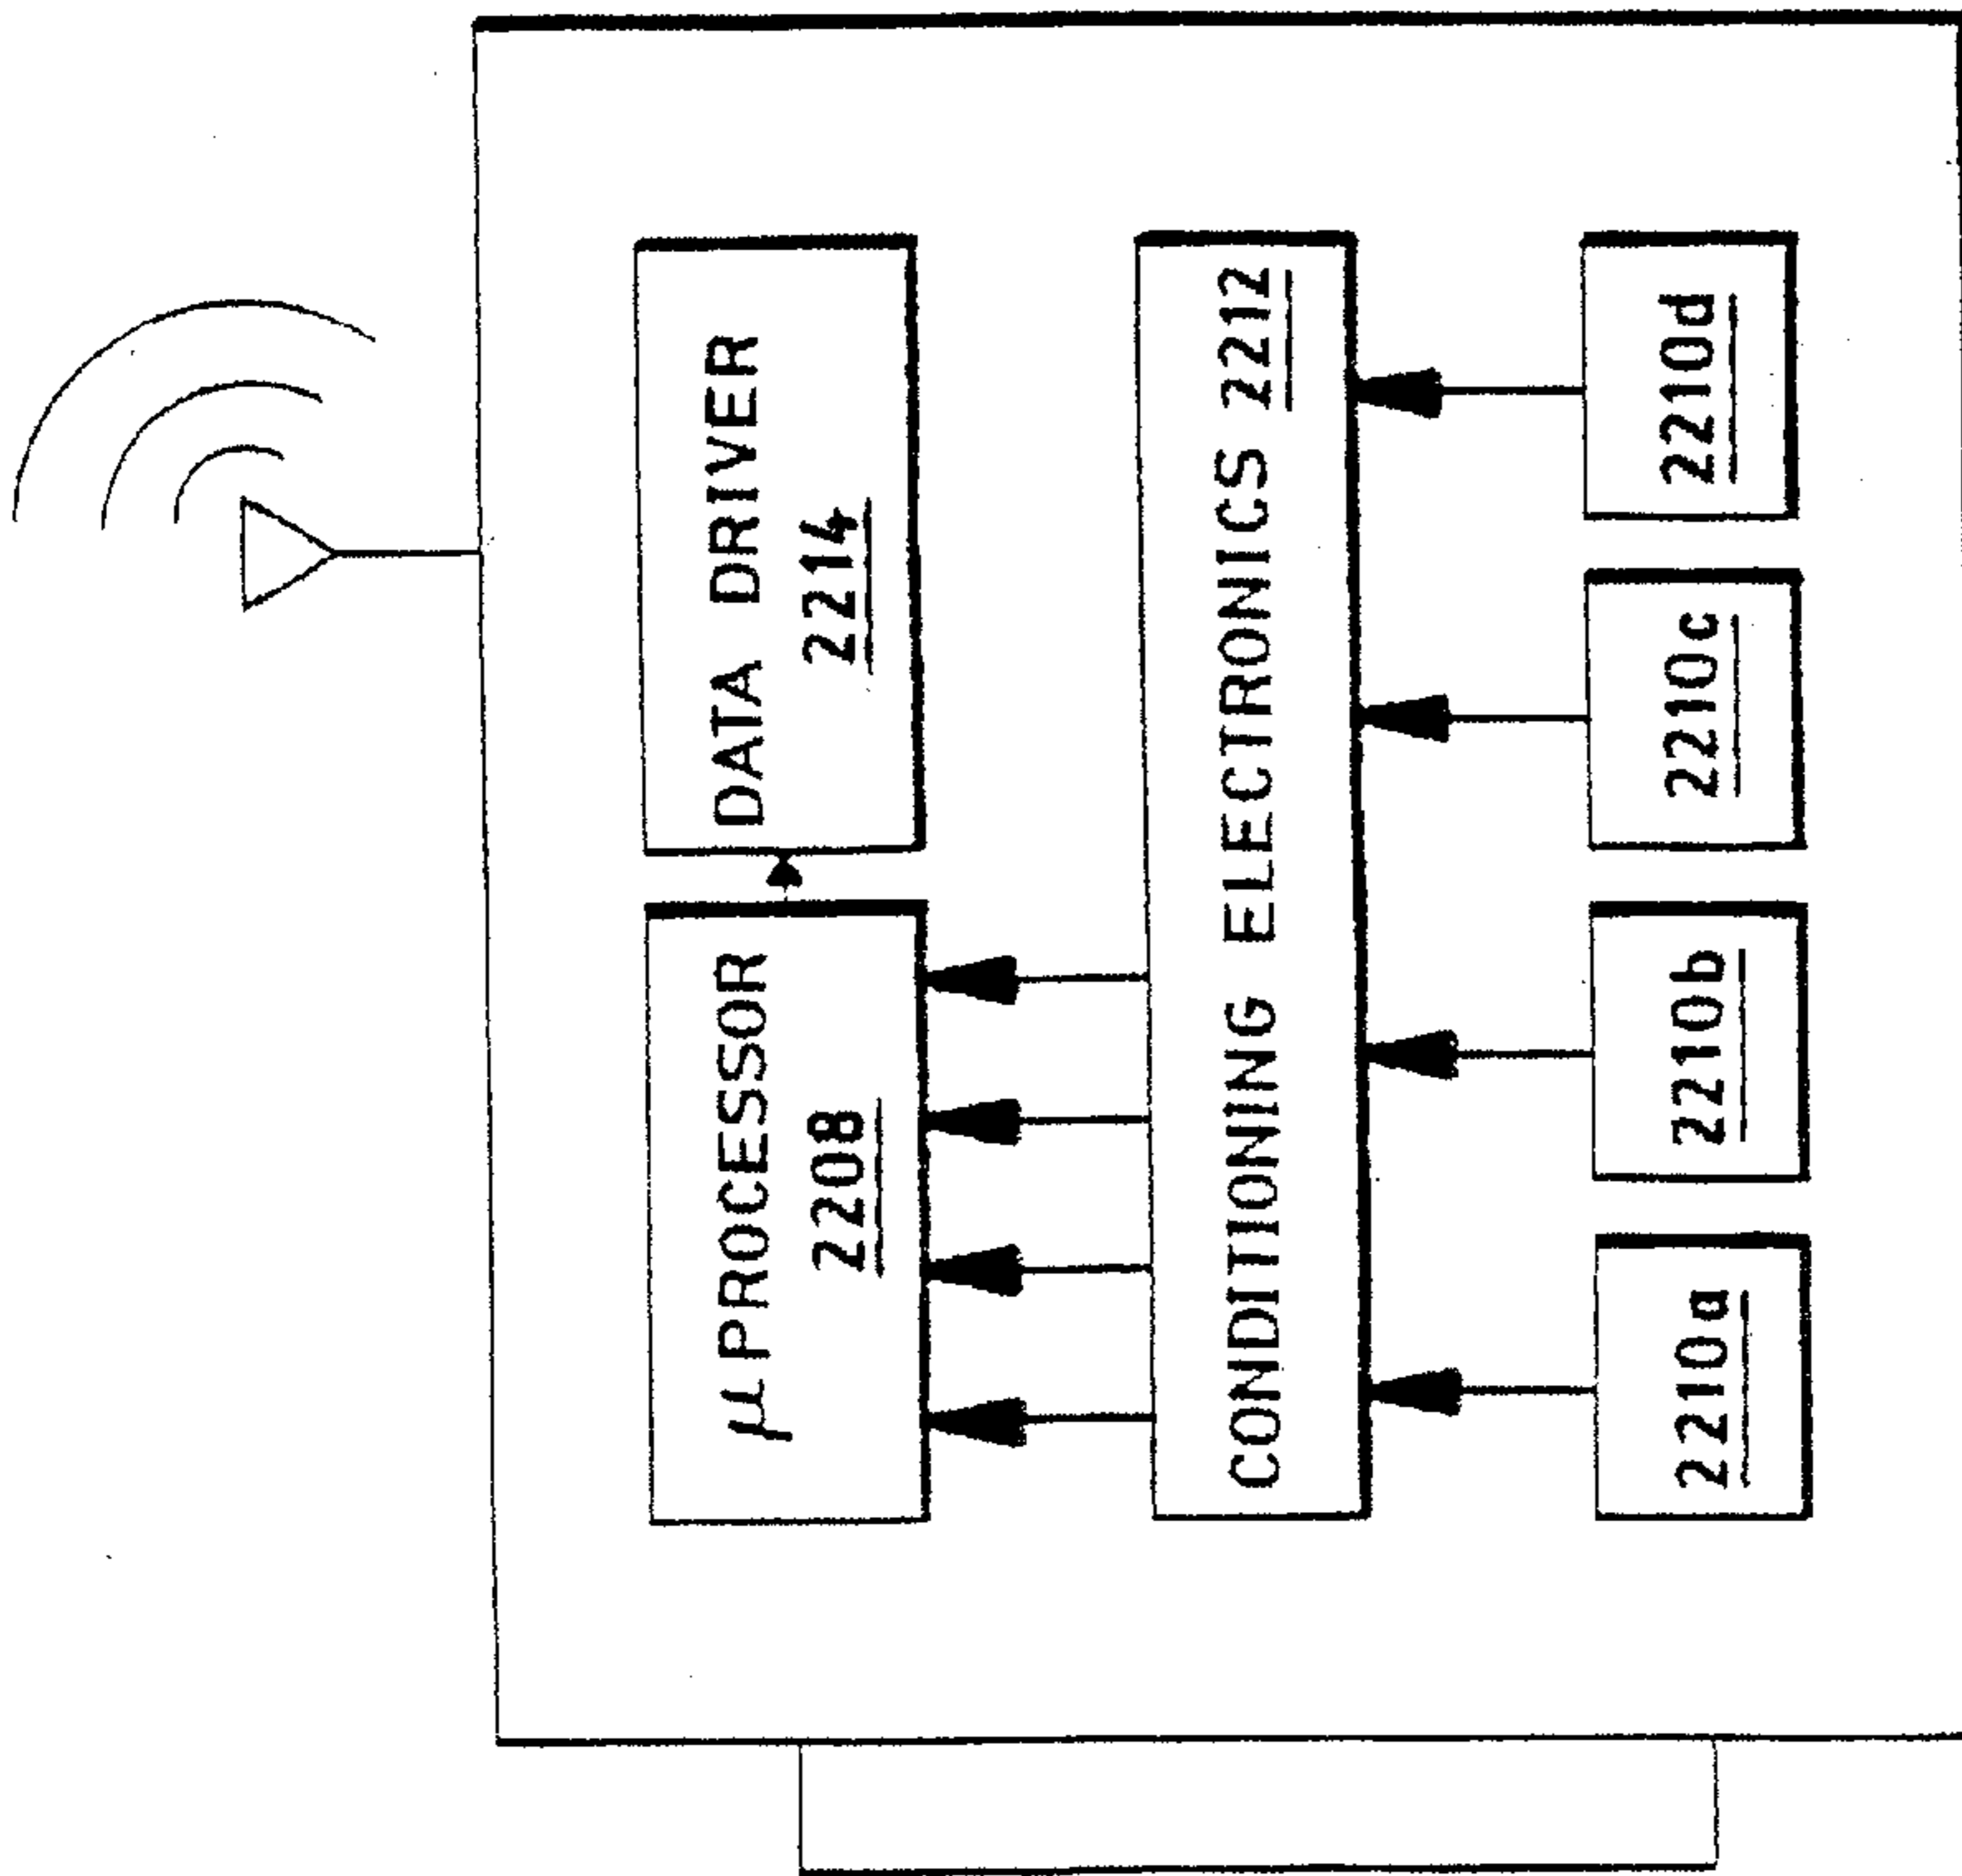 DATA DRIVER
2214
μ PROCESSOR
2208
CONDITIONING ELECTRONICS 2212
2210a
2210b
2210c
2210d